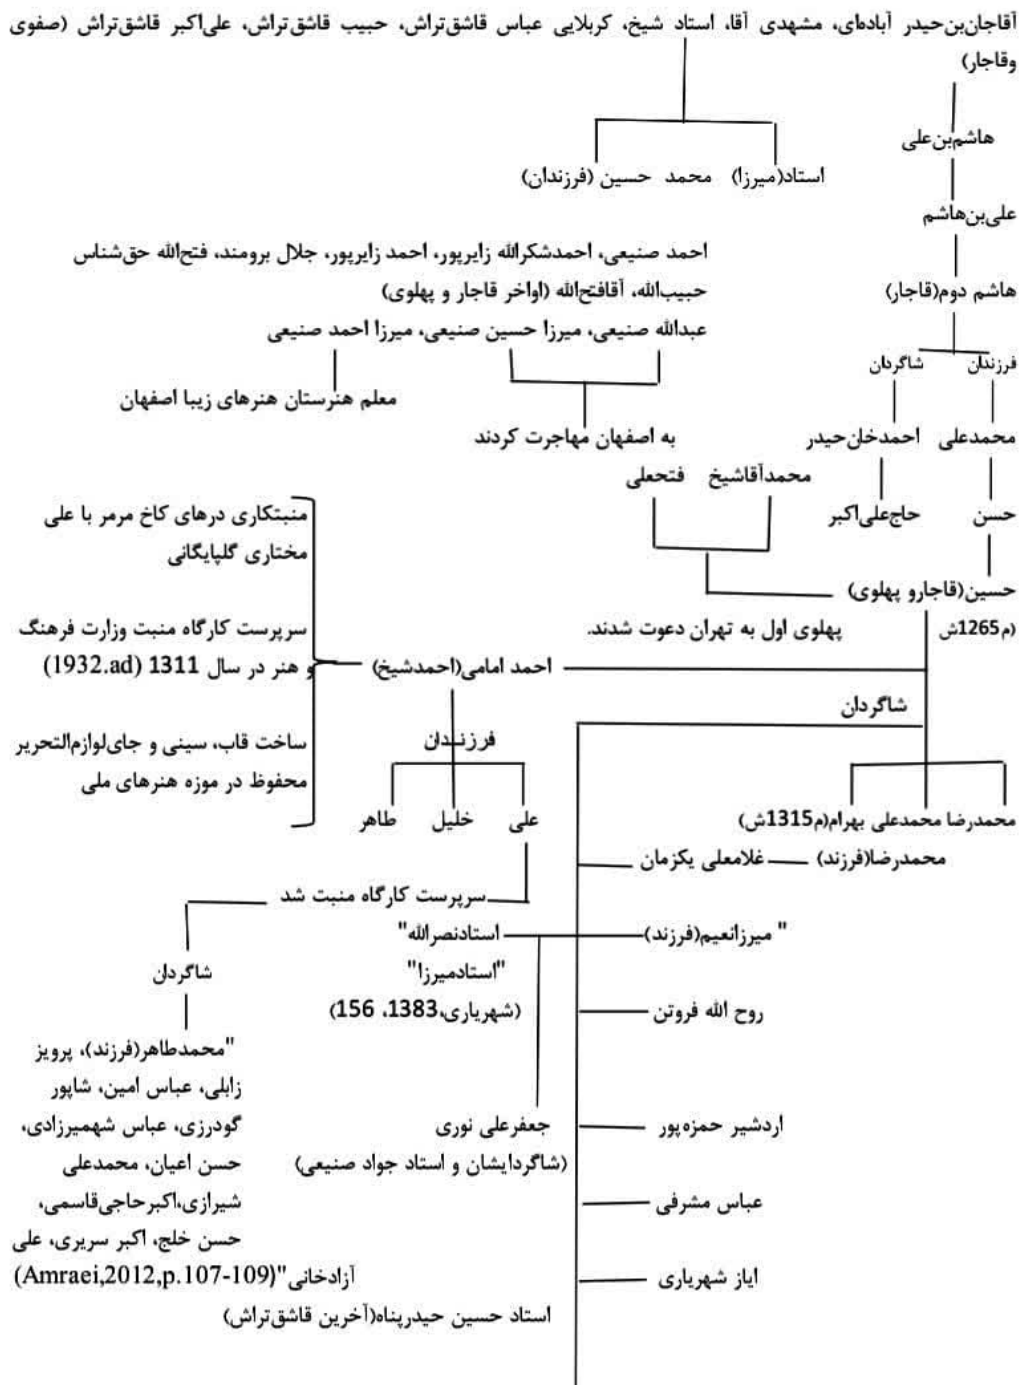 آقاجان‌بن‌حیدر آباده‌ای، مشهدی آقا، استاد شیخ، کربلایی عباس قاشق‌تراش، حبیب قاشق‌تراش، علی‌اکبر قاشق‌تراش (صفوی
وقاجار)
هاشم‌بن‌علی
استاد(میرزا) محمد حسین (فرزندان)
علی‌بن‌هاشم
احمد صنیعی، احمدشکرالله زایرپور، احمد زایرپور، جلال برومند، فتح‌الله حق‌شناس
هاشم دوم(قاجار)
حبیب‌الله، آقافتح‌الله (اواخر قاجار و پهلوی)
عبدالله صنیعی، میرزا حسین صنیعی، میرزا احمد صنیعی
فرزندان شاگردان
معلم هنرستان هنرهای زیبا اصفهان
محمدعلی احمدخان‌حیدر
به اصفهان مهاجرت کردند
محمدآقاشیخ فتحعلی
حسن حاج‌علی‌اکبر
منبتکاری درهای کاخ مرمر با علی
مختاری گلپایگانی
حسین(قاجارو پهلوی)
(م1265ش
پهلوی اول به تهران دعوت شدند.
سرپرست کارگاه منبت وزارت فرهنگ
و هنر در سال 1311 (1932.ad)
احمد امامی(احمدشیخ)
شاگردان
فرزندان
ساخت قاب، سینی و جای‌لوازم‌التحریر
محفوظ در موزه هنرهای ملی
علی خلیل طاهر
محمدرضا محمدعلی بهرام(م1315ش)
محمدرضا(فرزند) غلامعلی یکزمان
سرپرست کارگاه منبت شد
" میرزانعیم(فرزند) استادنصرالله"
"استادمیرزا"
(شهریاری،1383، 156)
شاگردان
روح الله فروتن
"محمدطاهر(فرزند)، پرویز
زابلی، عباس امین، شاپور
گودرزی، عباس شهمیرزادی،
حسن اعیان، محمدعلی
شیرازی،اکبرحاجی‌قاسمی،
حسن خلج، اکبر سریری، علی
آزادخانی"(Amraei,2012,p.107-109)
جعفرعلی نوری
(شاگردایشان و استاد جواد صنیعی)
اردشیر حمزه‌پور
عباس مشرفی
ایاز شهریاری
استاد حسین حیدرپناه(آخرین قاشق‌تراش)